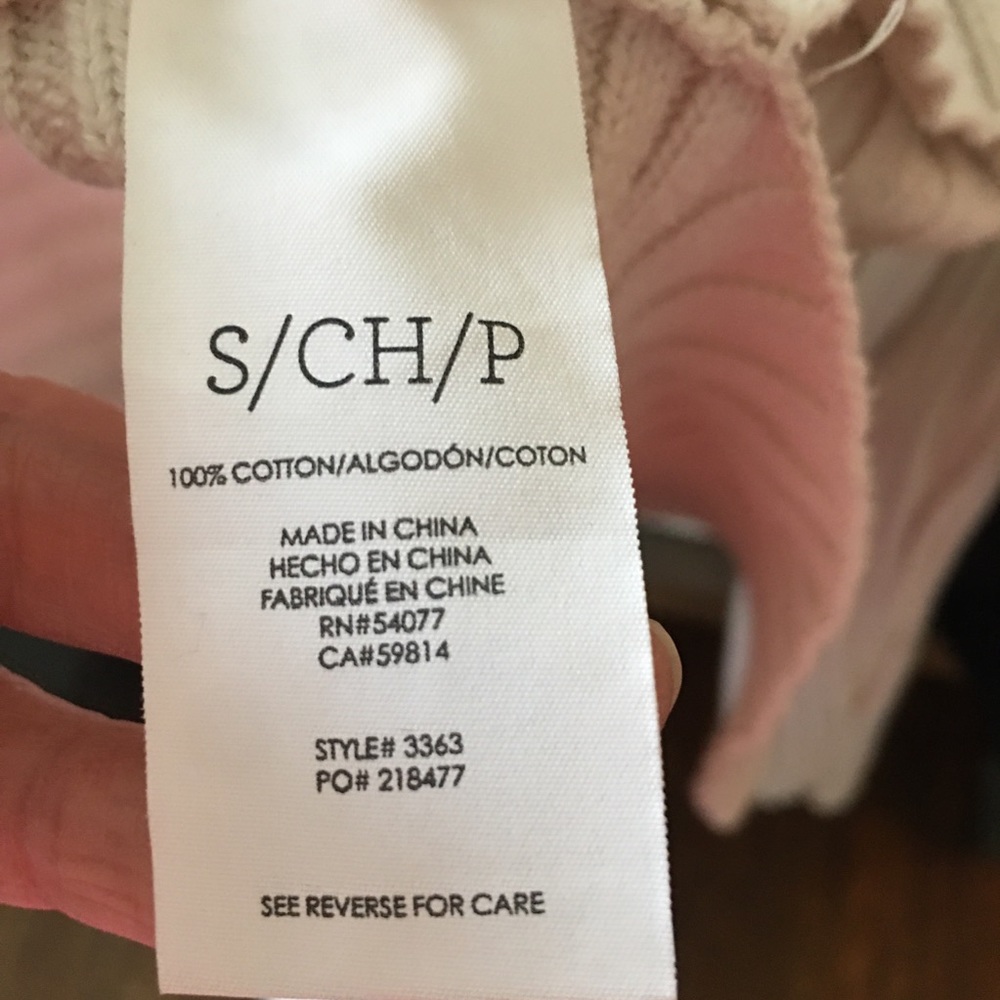 S/CH/P
100% COTTON/ALGODÓN/COTON
MADE IN CHINA
HECHO EN CHINA
FABRIQUÉ EN CHINE
RN#54077
CA#59814
STYLE# 3363
PO# 218477
SEE REVERSE FOR CARE